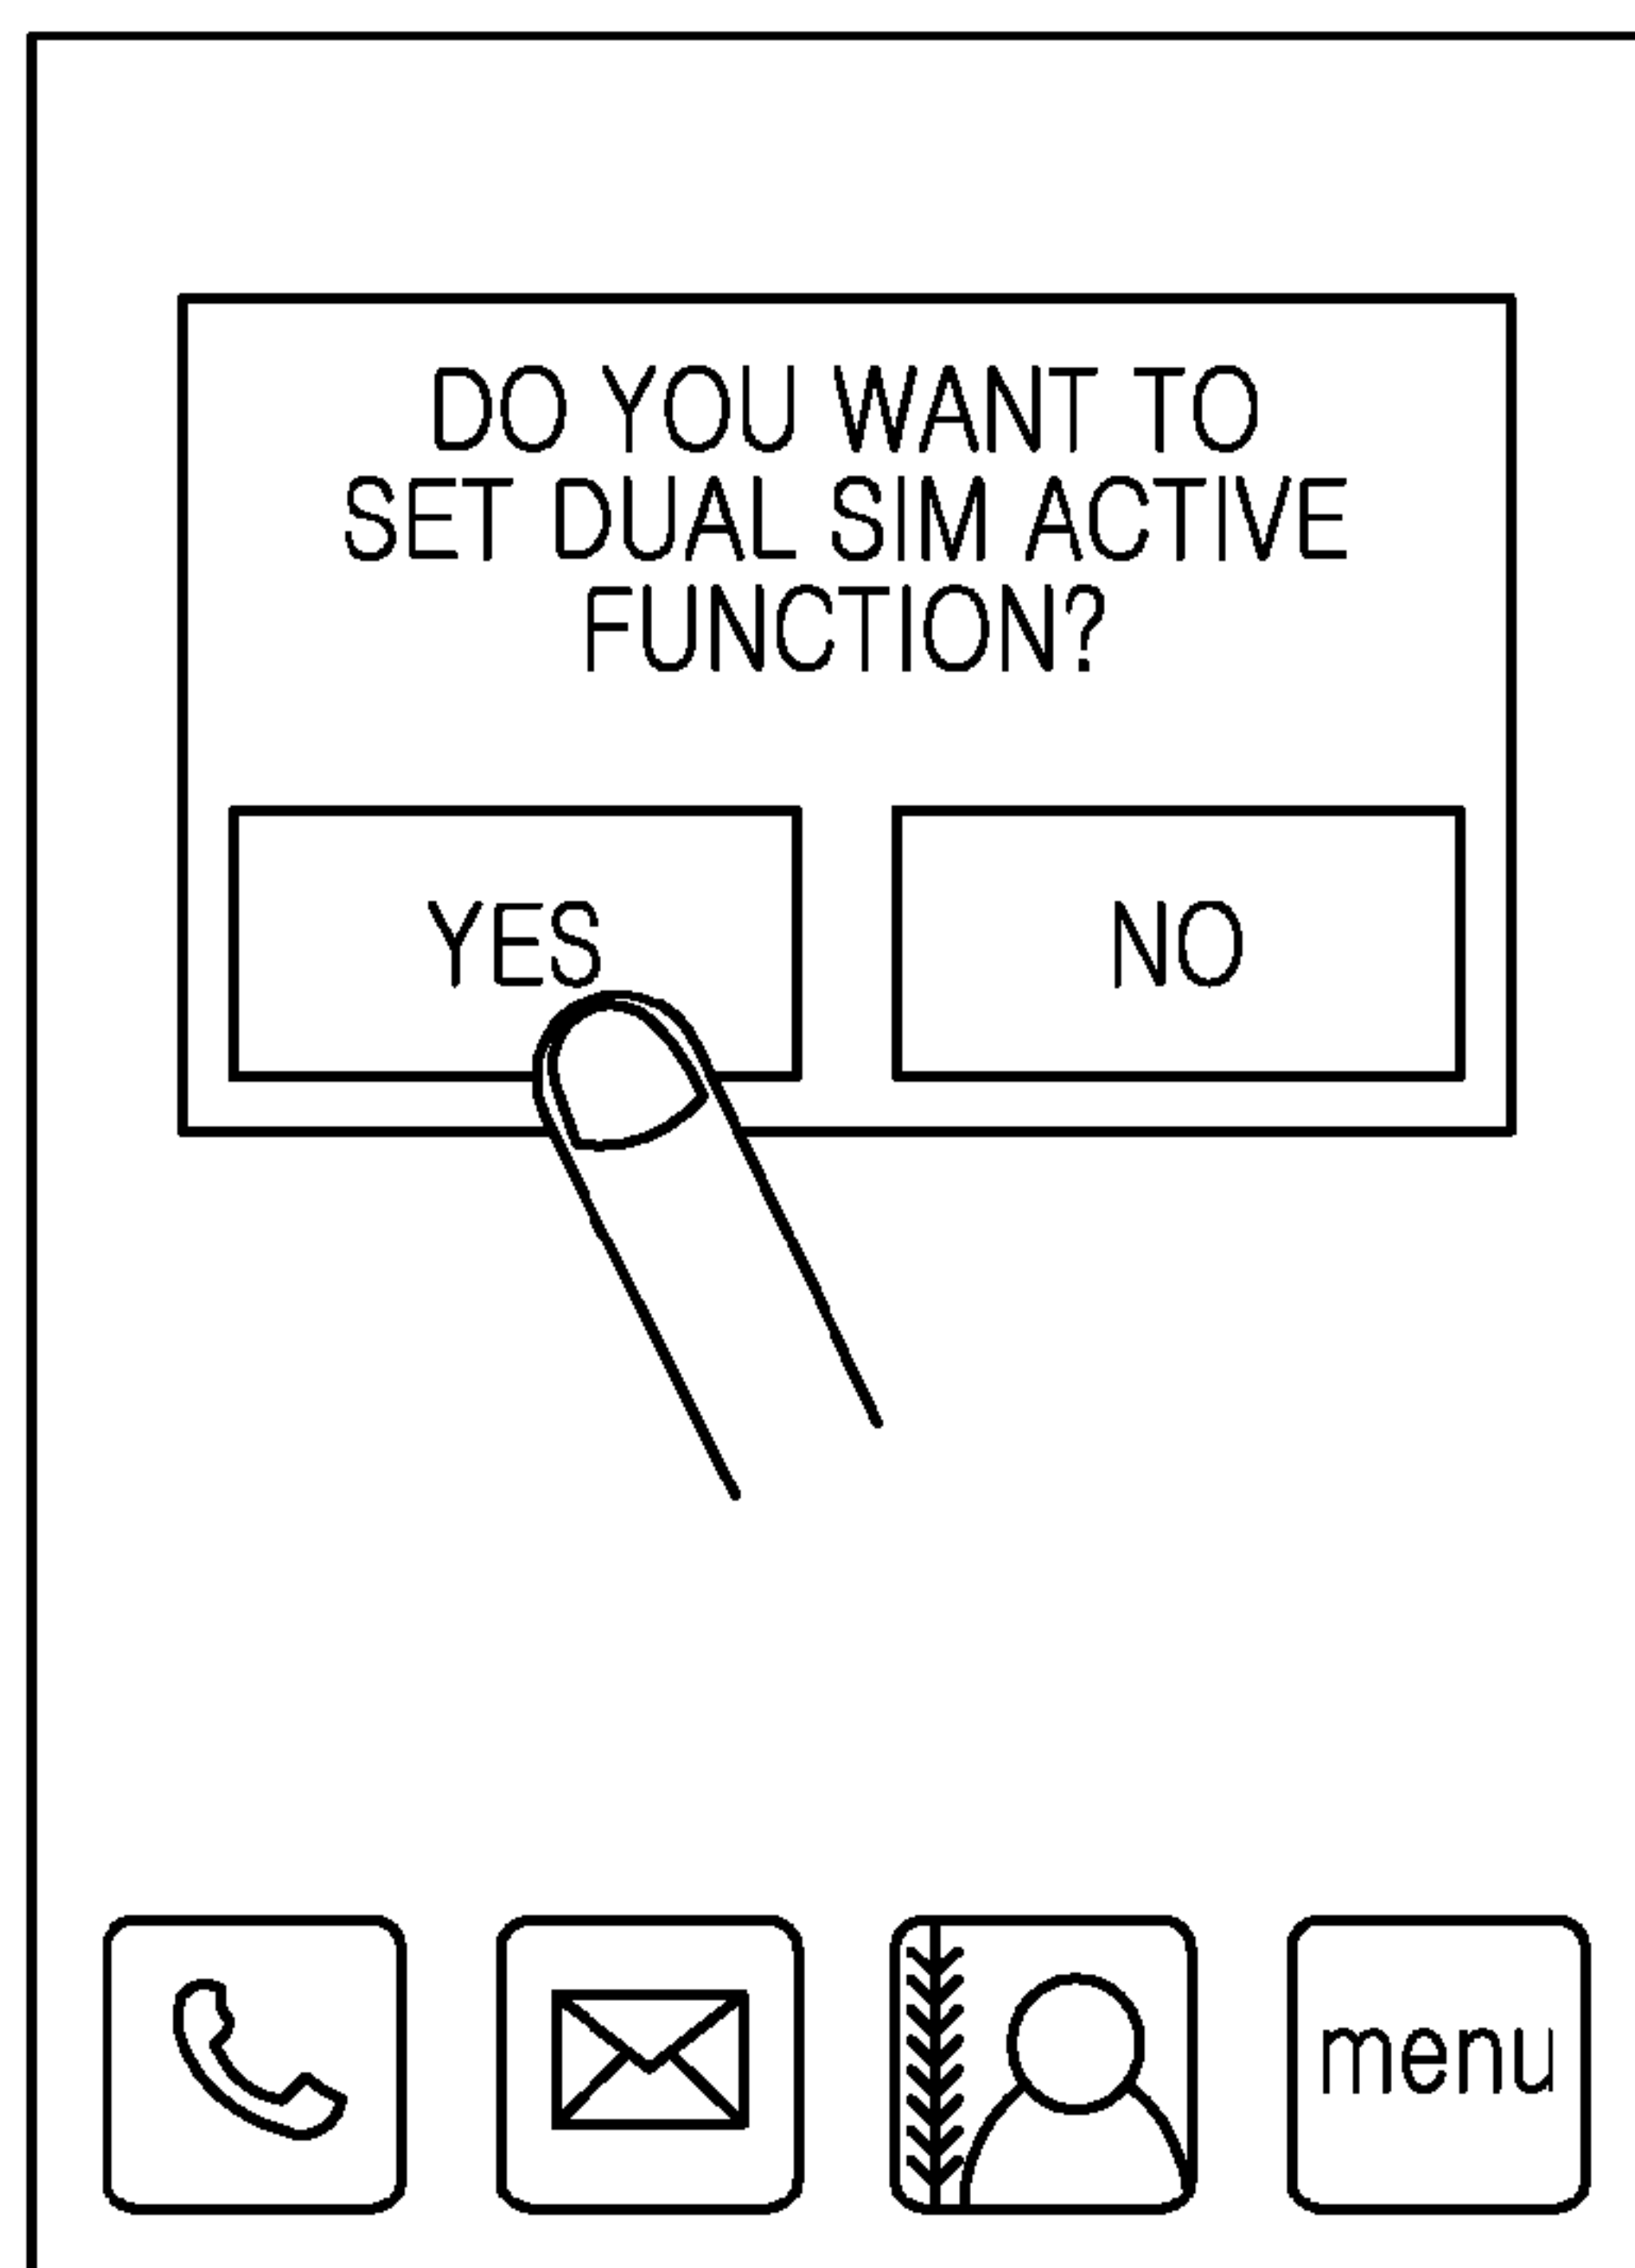 DO YOU WANT TO
SET DUAL SIM ACTIVE
FUNCTION?
YES
NO
menu